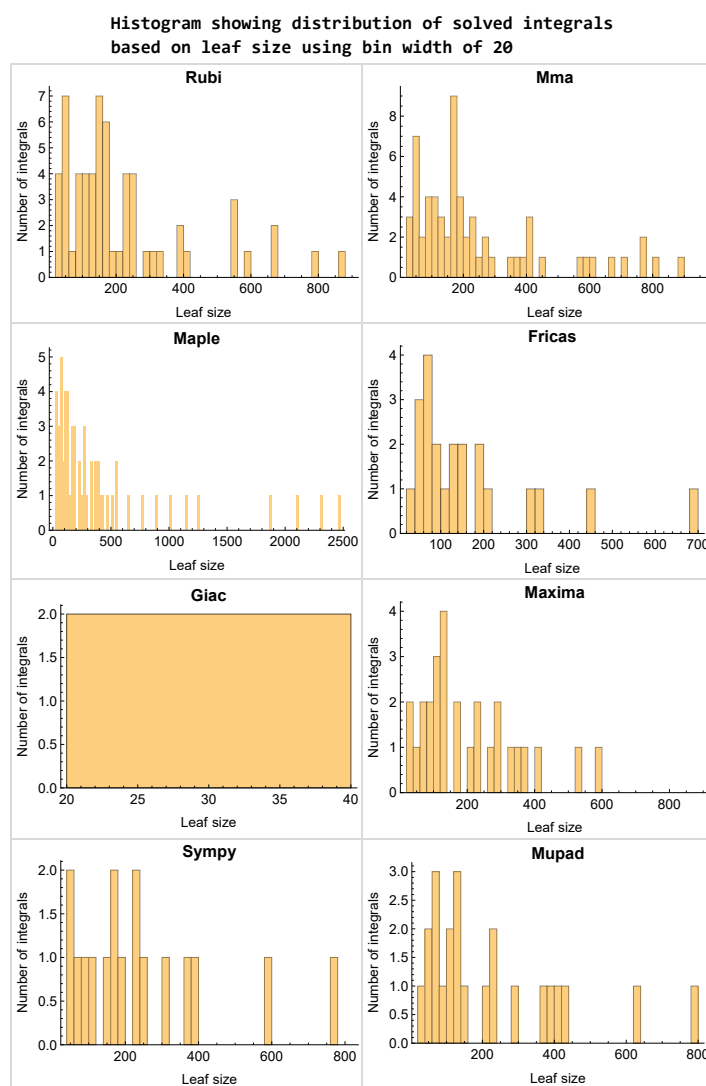 Histogram showing distribution of solved integrals
based on leaf size using bin width of 20
Rubi
Number of integrals
7
6
5
4
3
2
1
0
200 400 600 800
Leaf size
Mma
Number of integrals
8
6
4
2
0
200 400 600 800
Leaf size
Maple
Number of integrals
5
4
3
2
1
0
0 500 1000 1500 2000 2500
Leaf size
Fricas
Number of integrals
4
3
2
1
0
100 200 300 400 500 600 700
Leaf size
Giac
Number of integrals
2.0
1.5
1.0
0.5
0.0
20 25 30 35 40
Leaf size
Maxima
Number of integrals
4
3
2
1
0
200 400 600 800
Leaf size
Sympy
Number of integrals
2.0
1.5
1.0
0.5
0.0
200 400 600 800
Leaf size
Mupad
Number of integrals
3.0
2.5
2.0
1.5
1.0
0.5
0.0
200 400 600 800
Leaf size